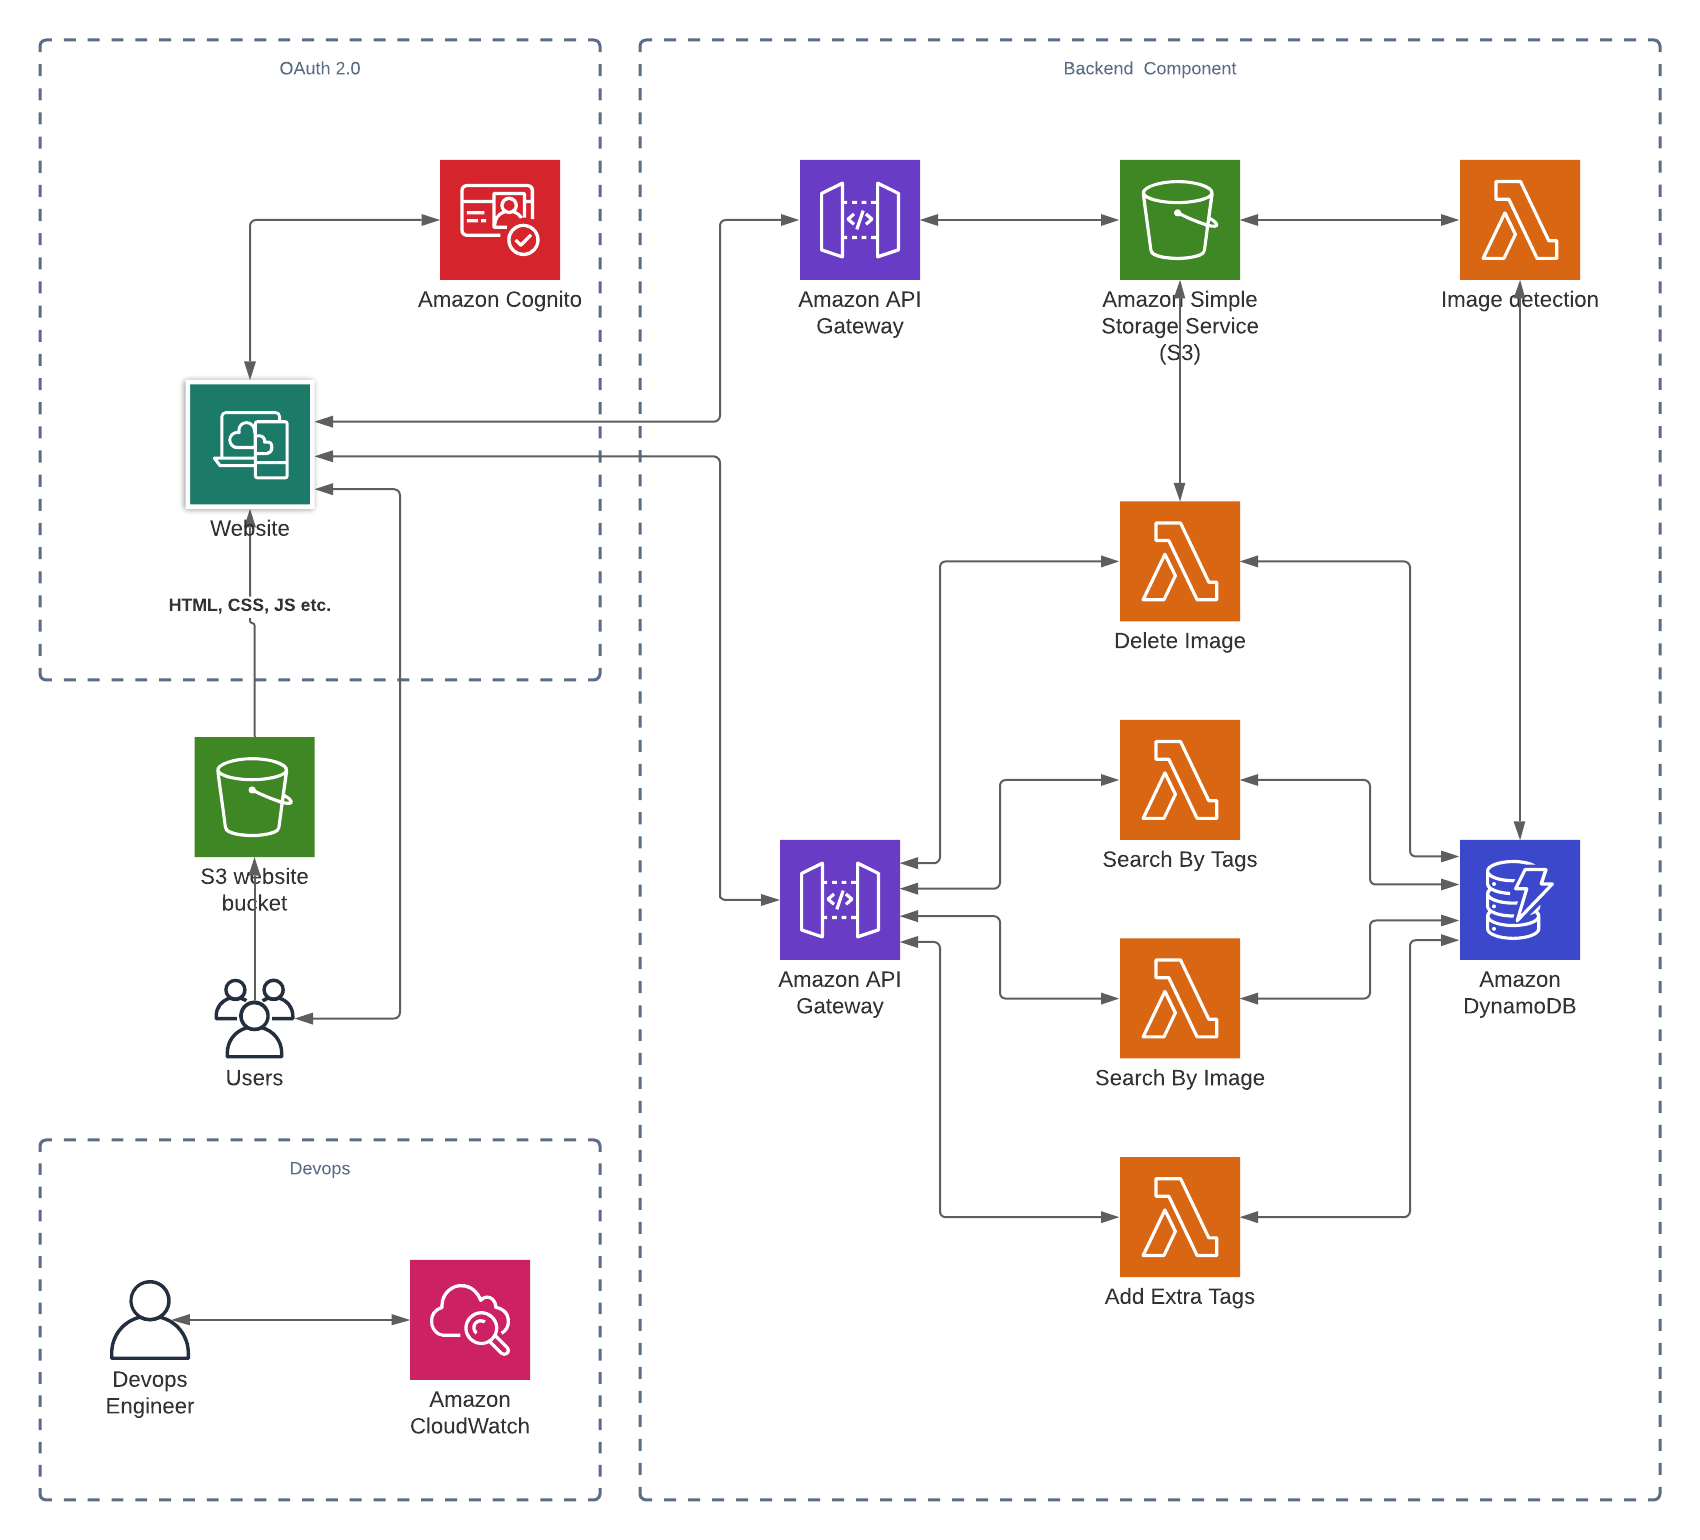 OAuth 2.0
Amazon Cognito
Website
HTML, CSS, JS etc.
S3 website
bucket
Users
Devops
Devops
Engineer
Amazon
CloudWatch
Backend  Component
Amazon API
Gateway
Amazon Simple
Storage Service
(S3)
Image detection
Delete Image
Search By Tags
Amazon API
Gateway
Search By Image
Amazon
DynamoDB
Add Extra Tags